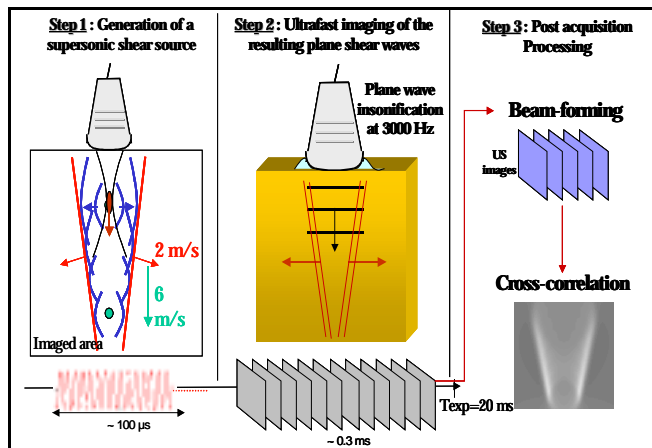 Step 1 : Generation of a
supersonic shear source
2 m/s
6
m/s
Imaged area
~ 100 µs
Step 2 : Ultrafast imaging of the
resulting plane shear waves
Plane wave
insonification
at 3000 Hz
~ 0.3 ms
Texp=20 ms
Step 3 : Post acquisition
Processing
Beam-forming
US
images
Cross-correlation